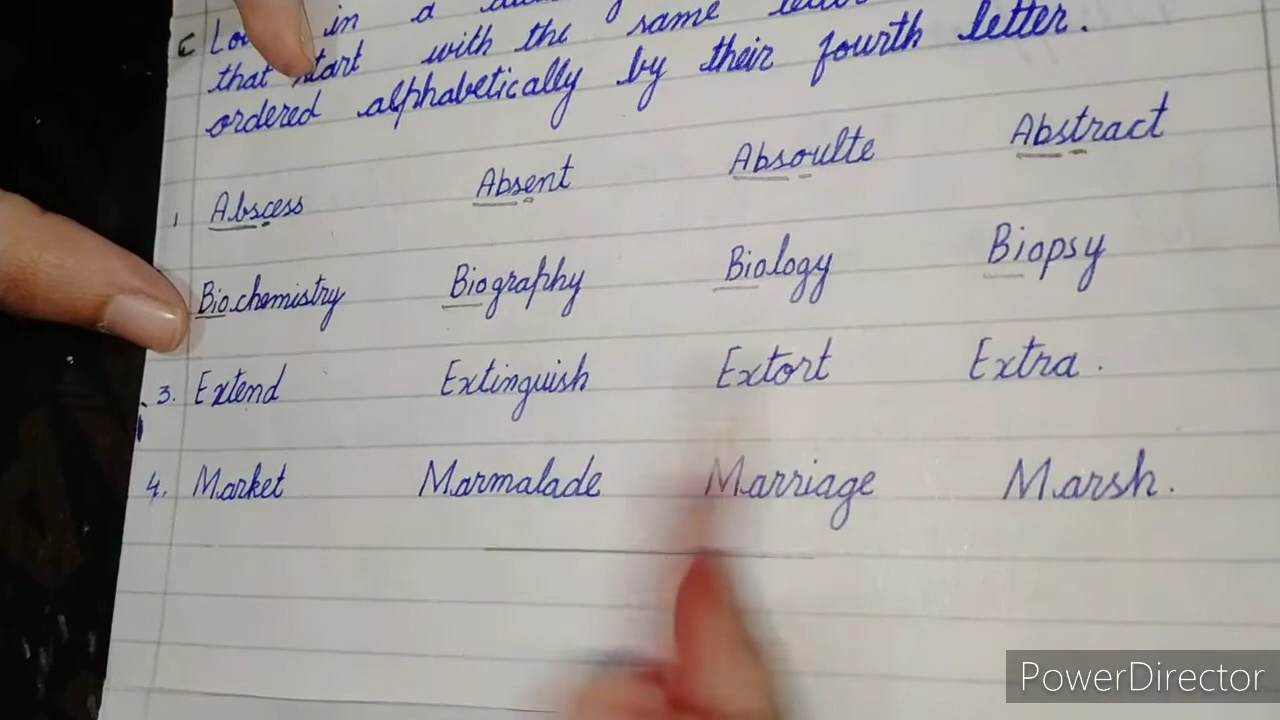 C in a
that start with the same
ordered alphabetically by their fourth letter.
1 Abscess Absent Absoulte Abstract
Biochemistry Biography Biology Biopsy
3. Extend Extinguish Extort Extra.
4. Market Marmalade Marriage Marsh.
PowerDirector